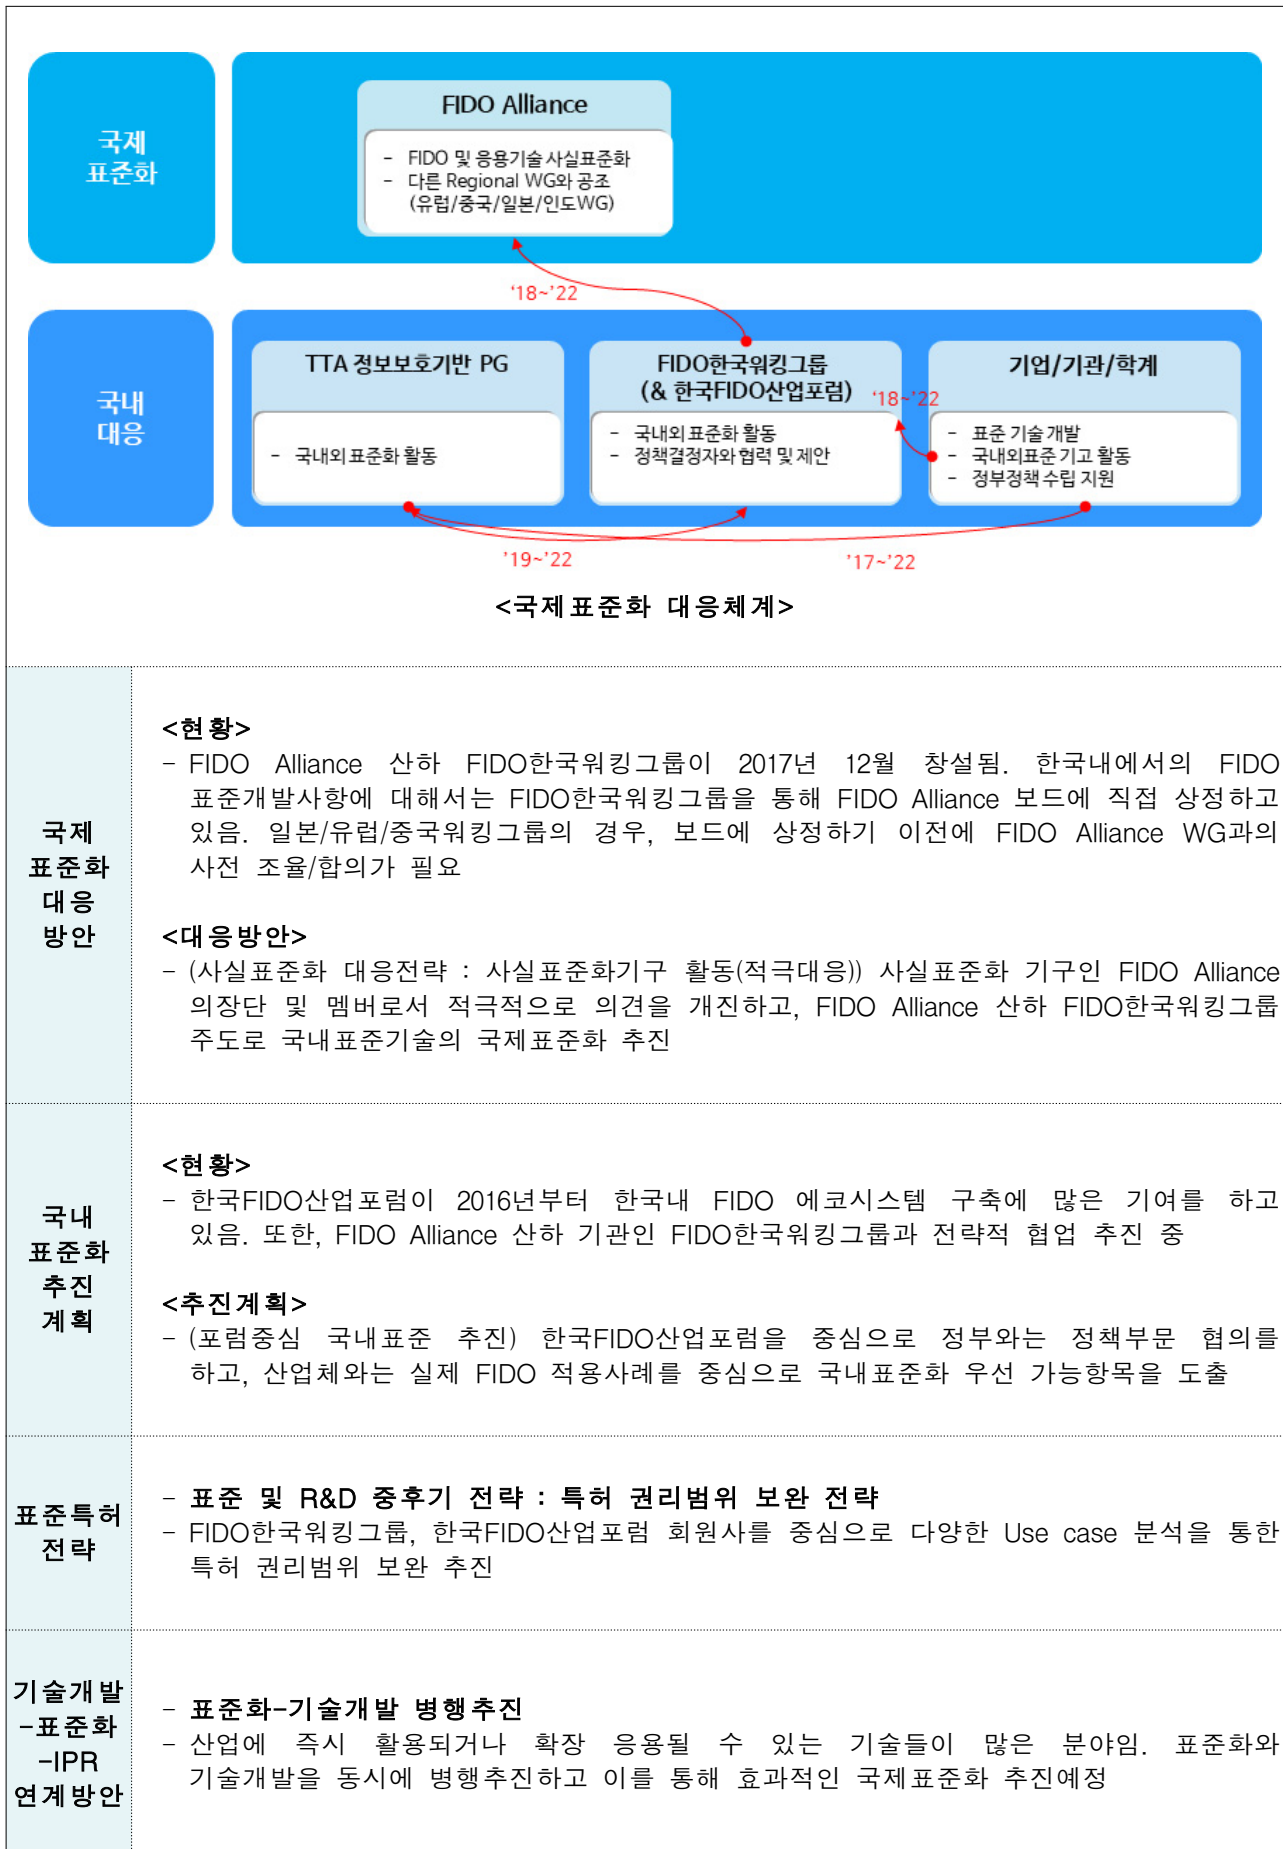 국제
표준화
FIDO Alliance
- FIDO 및 응용기술 사실표준화
- 다른 Regional WG와 공조
(유럽/중국/일본/인도WG)
‘18~’22
국내
대응
TTA 정보보호기반 PG
- 국내외 표준화 활동
FIDO한국워킹그룹
(& 한국FIDO산업포럼)
- 국내외 표준화 활동
- 정책결정자와 협력 및 제안
‘18~’22
기업/기관/학계
- 표준 기술 개발
- 국내외표준 기고 활동
- 정부정책 수립 지원
’19~’22
’17~’22
<국제표준화 대응체계>
국제
표준화
대응
방안
<현황>
- FIDO Alliance 산하 FIDO한국워킹그룹이 2017년 12월 창설됨. 한국내에서의 FIDO
표준개발사항에 대해서는 FIDO한국워킹그룹을 통해 FIDO Alliance 보드에 직접 상정하고
있음. 일본/유럽/중국워킹그룹의 경우, 보드에 상정하기 이전에 FIDO Alliance WG과의
사전 조율/합의가 필요
<대응방안>
- (사실표준화 대응전략 : 사실표준화기구 활동(적극대응)) 사실표준화 기구인 FIDO Alliance
의장단 및 멤버로서 적극적으로 의견을 개진하고, FIDO Alliance 산하 FIDO한국워킹그룹
주도로 국내표준기술의 국제표준화 추진
국내
표준화
추진
계획
<현황>
- 한국FIDO산업포럼이 2016년부터 한국내 FIDO 에코시스템 구축에 많은 기여를 하고
있음. 또한, FIDO Alliance 산하 기관인 FIDO한국워킹그룹과 전략적 협업 추진 중
<추진계획>
- (포럼중심 국내표준 추진) 한국FIDO산업포럼을 중심으로 정부와는 정책부문 협의를
하고, 산업체와는 실제 FIDO 적용사례를 중심으로 국내표준화 우선 가능항목을 도출
표준특허
전략
- 표준 및 R&D 중후기 전략 : 특허 권리범위 보완 전략
- FIDO한국워킹그룹, 한국FIDO산업포럼 회원사를 중심으로 다양한 Use case 분석을 통한
특허 권리범위 보완 추진
기술개발
-표준화
-IPR
연계방안
- 표준화-기술개발 병행추진
- 산업에 즉시 활용되거나 확장 응용될 수 있는 기술들이 많은 분야임. 표준화와
기술개발을 동시에 병행추진하고 이를 통해 효과적인 국제표준화 추진예정